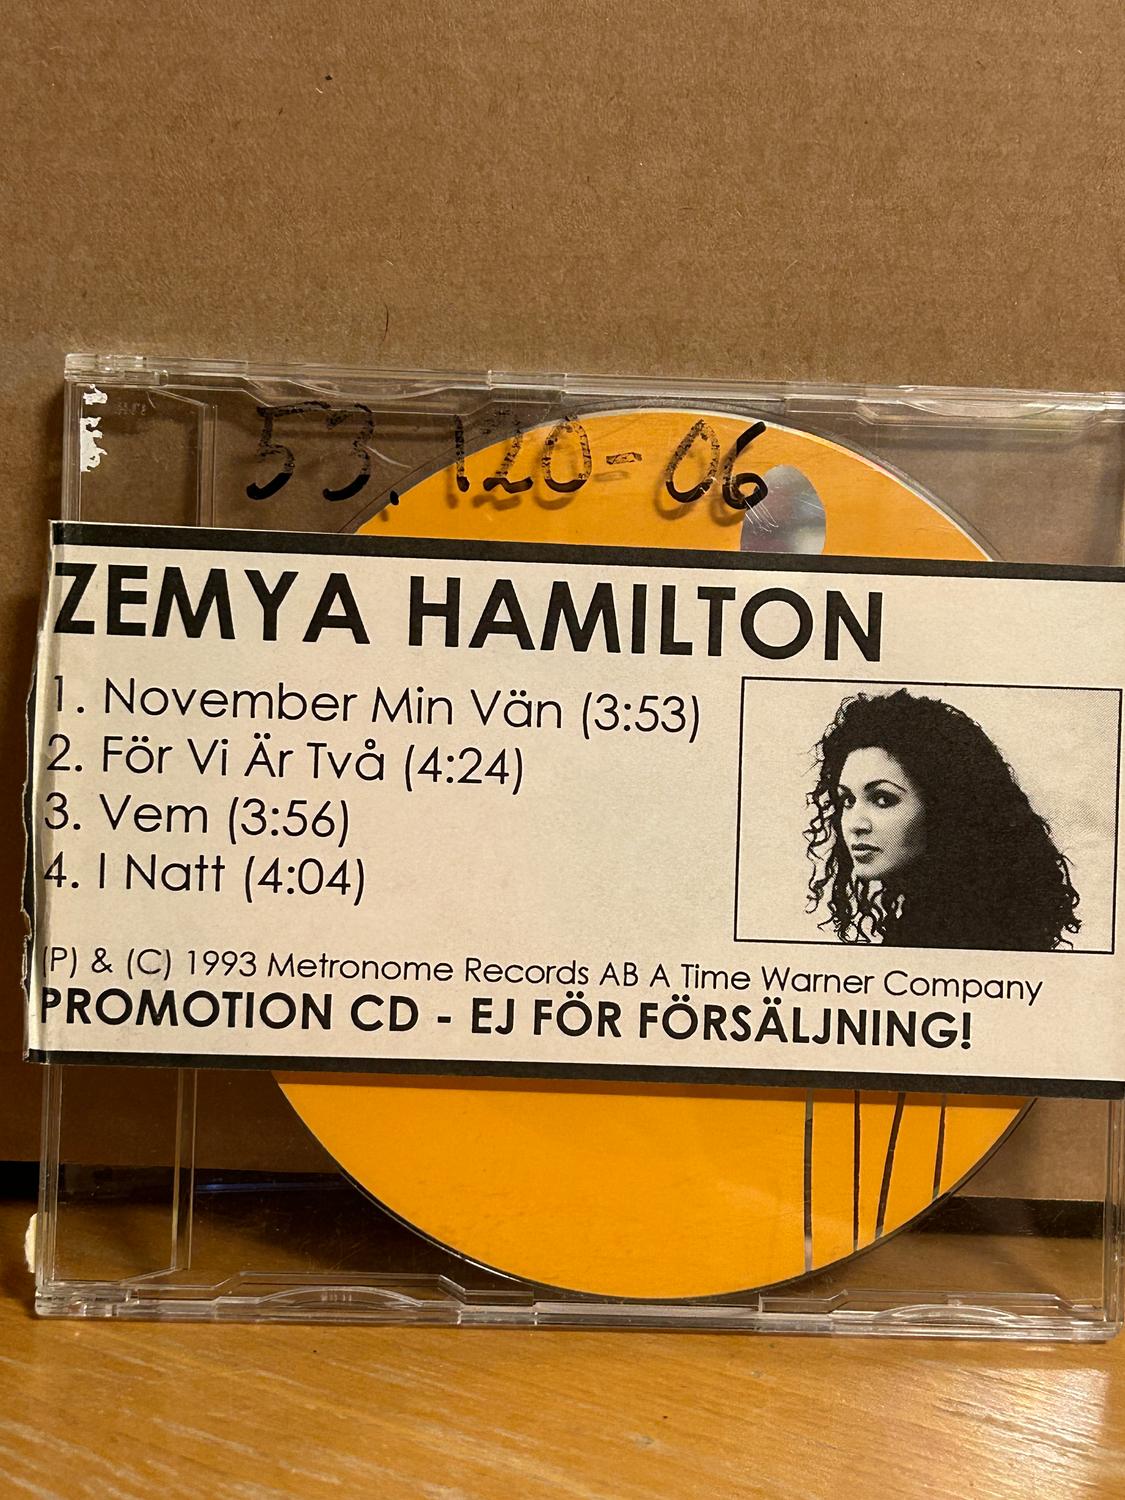 53.120-06
ZEMYA HAMILTON
1. November Min Vän (3:53)
2. För Vi Är Två (4:24)
3. Vem (3:56)
4. I Natt (4:04)
(P) & (C) 1993 Metronome Records AB A Time Warner Company
PROMOTION CD - EJ FÖR FÖRSÄLJNING!